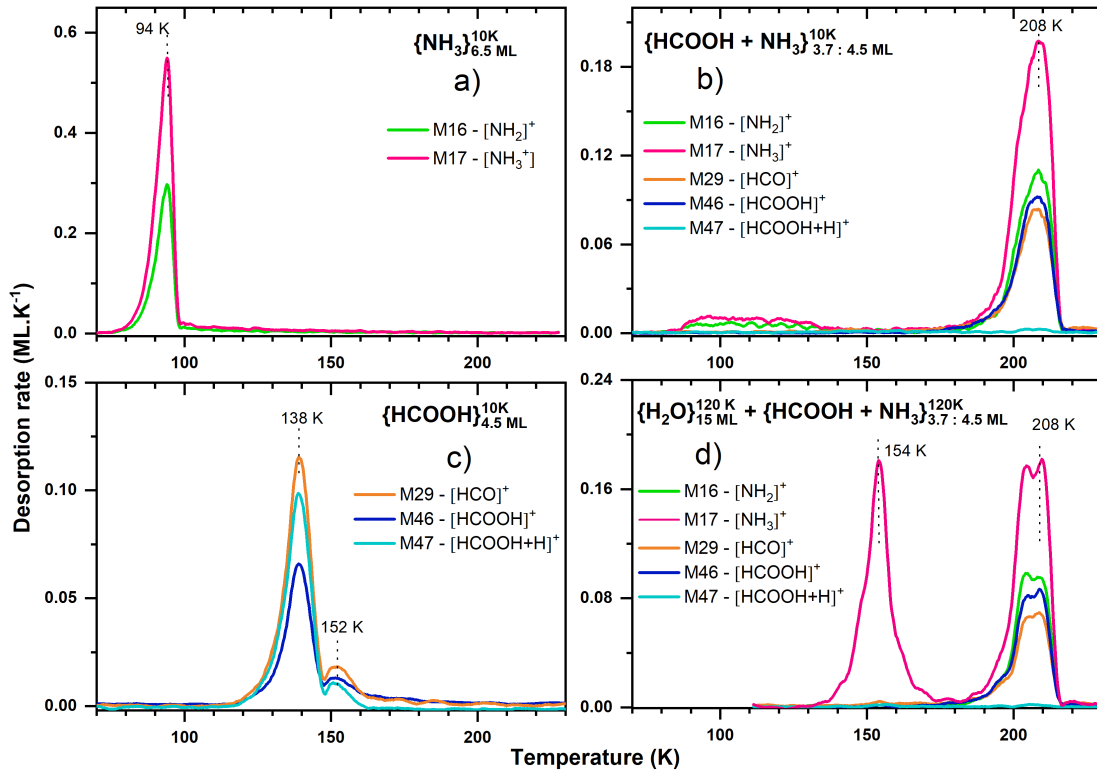 Desorption rate (ML.K⁻¹)
Temperature (K)
0.6
0.4
0.2
0.0
100
150
200
94 K
{NH₃}¹⁰ᴷ₆.₅ ML
a)
M16 - [NH₂]⁺
M17 - [NH₃⁺]
0.18
0.12
0.06
0.00
100
150
200
{HCOOH + NH₃}¹⁰ᴷ₃.₇ : ₄.₅ ML
208 K
b)
M16 - [NH₂]⁺
M17 - [NH₃]⁺
M29 - [HCO]⁺
M46 - [HCOOH]⁺
M47 - [HCOOH+H]⁺
0.15
0.10
0.05
0.00
100
150
200
138 K
152 K
{HCOOH}¹⁰ᴷ₄.₅ ML
c)
M29 - [HCO]⁺
M46 - [HCOOH]⁺
M47 - [HCOOH+H]⁺
0.24
0.16
0.08
0.00
100
150
200
{H₂O}¹²⁰ ᴷ₁₅ ML + {HCOOH + NH₃}¹²⁰ᴷ₃.₇ : ₄.₅ ML
154 K
208 K
d)
M16 - [NH₂]⁺
M17 - [NH₃]⁺
M29 - [HCO]⁺
M46 - [HCOOH]⁺
M47 - [HCOOH+H]⁺